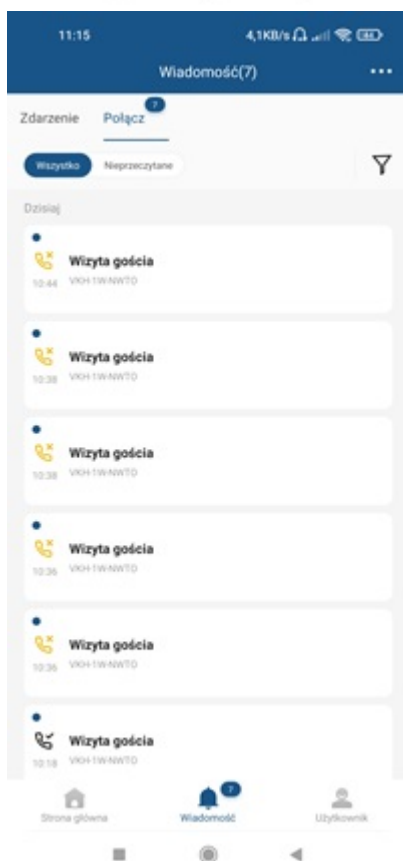 11:15 4,1KB/s
Wiadomość(7)
Zdarzenie Połącz 7
Wszystko Nieprzeczytane
Dzisiaj
Wizyta gościa
10:44 VKH-1W-NWTO
Wizyta gościa
10:38 VKH-1W-NWTO
Wizyta gościa
10:38 VKH-1W-NWTO
Wizyta gościa
10:36 VKH-1W-NWTO
Wizyta gościa
10:36 VKH-1W-NWTO
Wizyta gościa
10:18 VKH-1W-NWTO
7
Strona główna Wiadomość Użytkownik